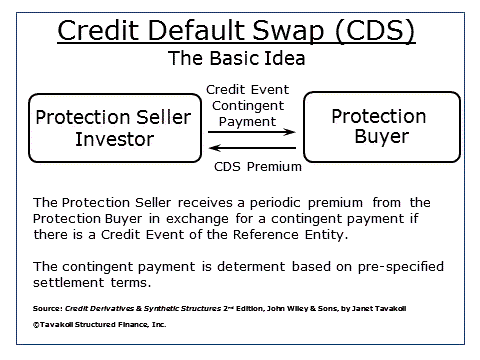 Credit Default Swap (CDS)
The Basic Idea
Protection Seller
Investor
Credit Event
Contingent
Payment
CDS Premium
Protection
Buyer
The Protection Seller receives a periodic premium from the
Protection Buyer in exchange for a contingent payment if
there is a Credit Event of the Reference Entity.
The contingent payment is determent based on pre-specified
settlement terms.
Source: Credit Derivatives & Synthetic Structures 2nd Edition, John Wiley & Sons, by Janet Tavakoli
©Tavakoli Structured Finance, Inc.